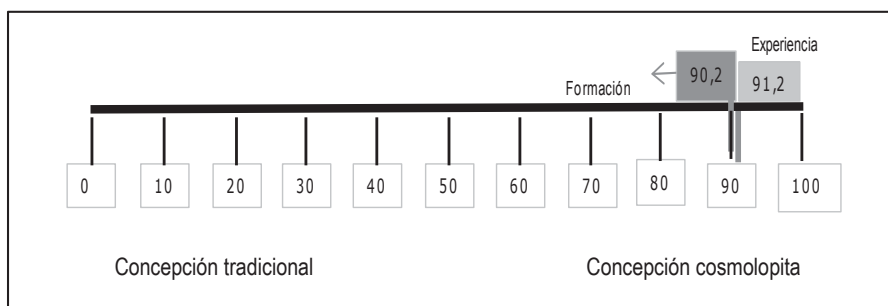 Experiencia
90,2
91,2
Formación
0 10 20 30 40 50 60 70 80 90 100
Concepción tradicional Concepción cosmolopita